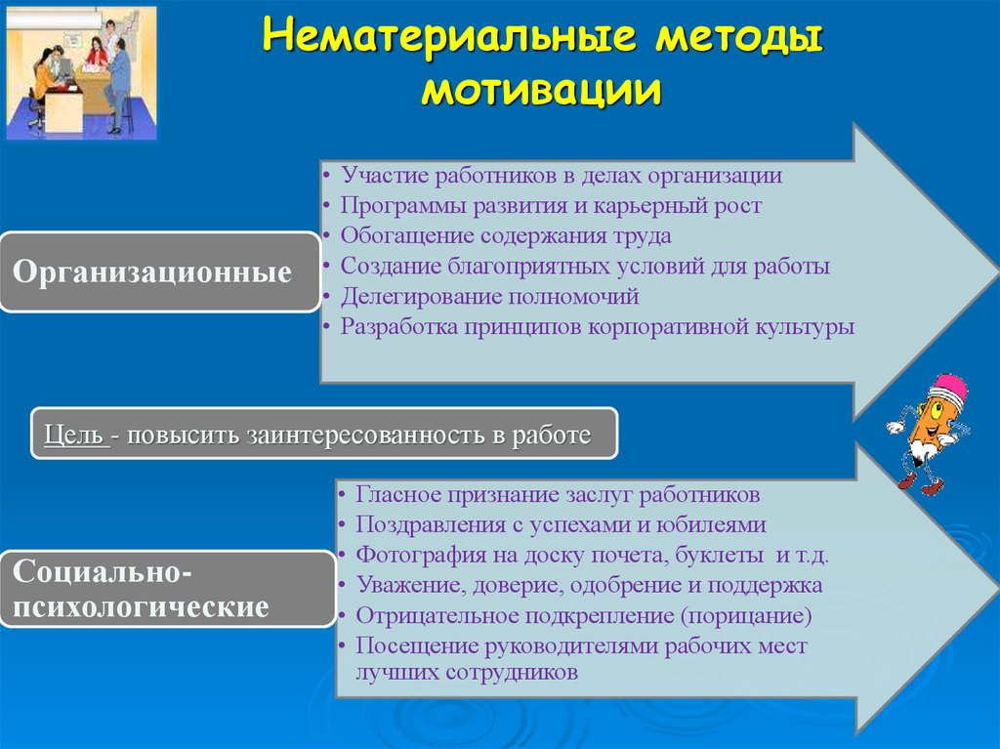 Нематериальные методы
мотивации
• Участие работников в делах организации
• Программы развития и карьерный рост
• Обогащение содержания труда
• Создание благоприятных условий для работы
• Делегирование полномочий
• Разработка принципов корпоративной культуры
Организационные
Цель - повысить заинтересованность в работе
• Гласное признание заслуг работников
• Поздравления с успехами и юбилеями
• Фотография на доску почета, буклеты и т.д.
• Уважение, доверие, одобрение и поддержка
• Отрицательное подкрепление (порицание)
• Посещение руководителями рабочих мест
лучших сотрудников
Социально-
психологические